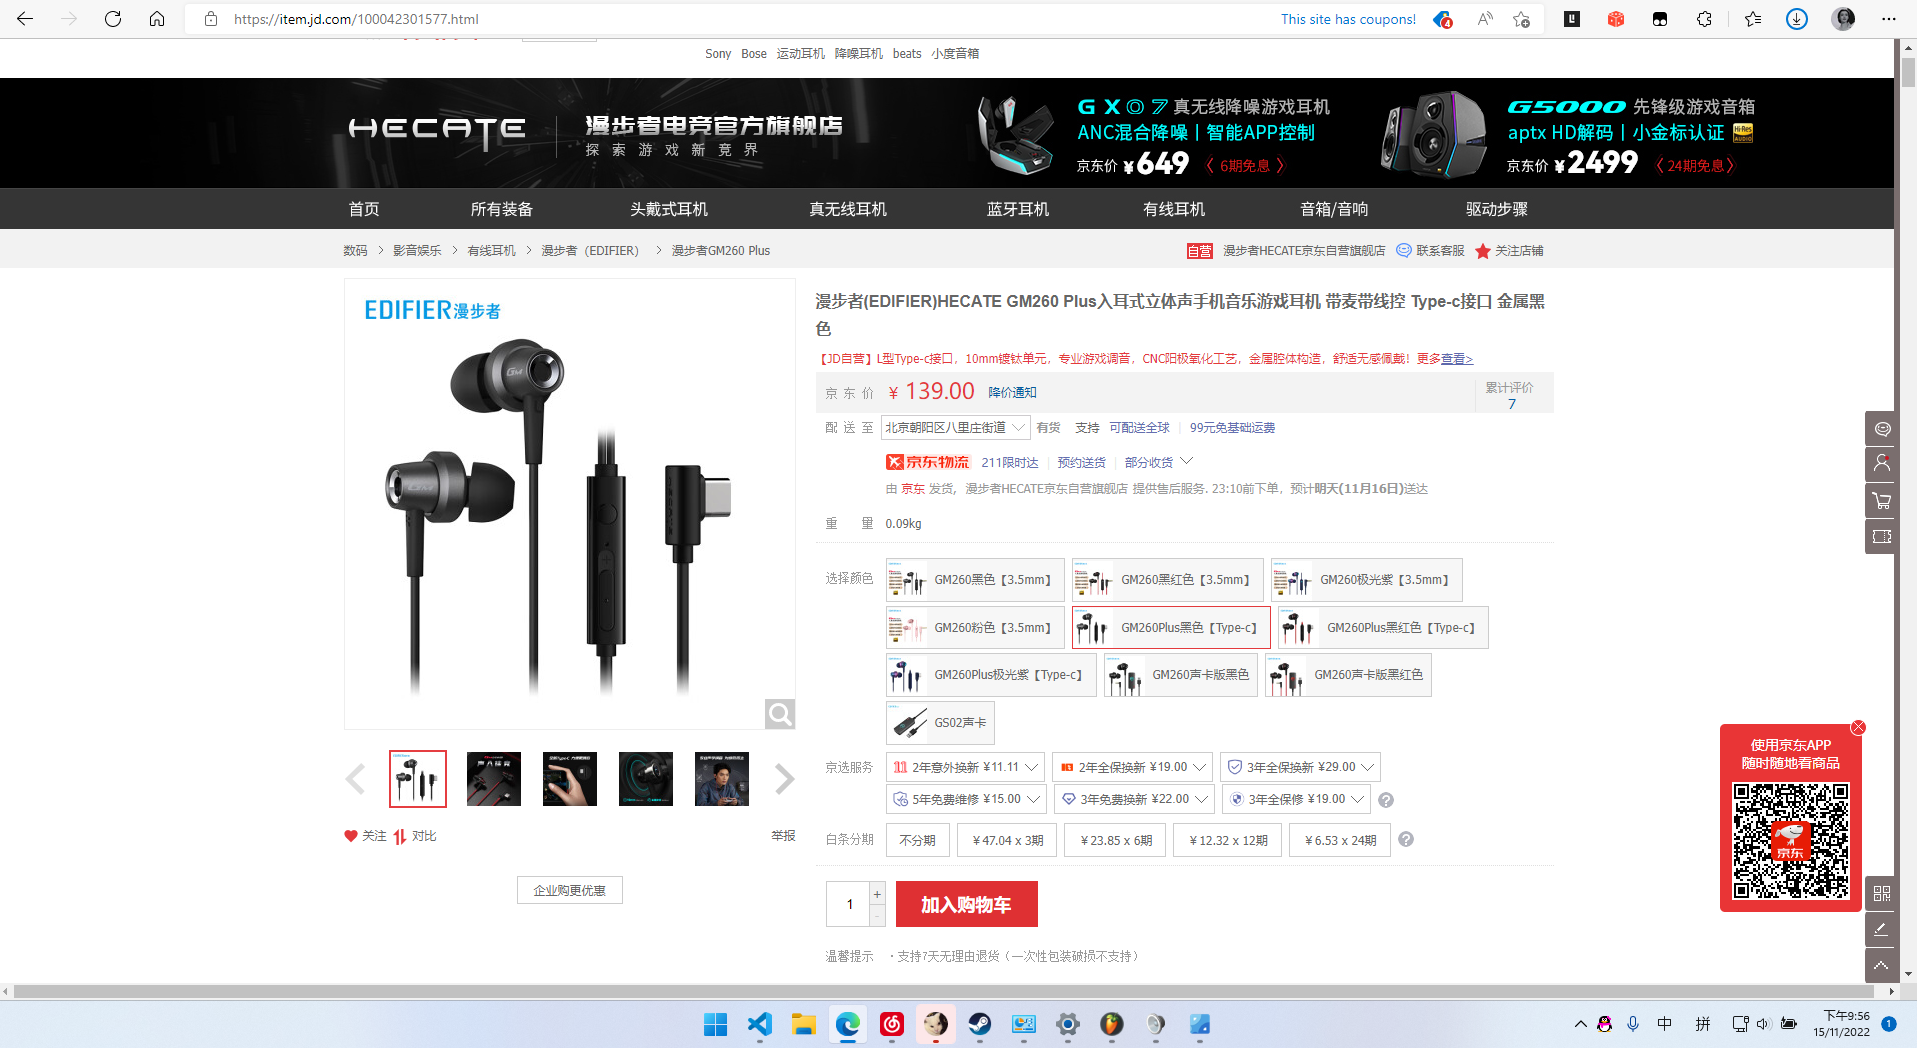 https://item.jd.com/100042301577.html
This site has coupons!
4
Sony Bose 运动耳机 降噪耳机 beats 小度音箱
HECATE
漫步者电竞官方旗舰店
探索游戏新竞界
GX07 真无线降噪游戏耳机
ANC混合降噪丨智能APP控制
京东价 ¥649 〈 6期免息 〉
G5000 先锋级游戏音箱
aptx HD解码丨小金标认证 Hi-Res AUDIO
京东价 ¥2499 〈 24期免息 〉
首页 所有装备 头戴式耳机 真无线耳机 蓝牙耳机 有线耳机 音箱/音响 驱动步骤
数码 > 影音娱乐 > 有线耳机 > 漫步者（EDIFIER） > 漫步者GM260 Plus
自营 漫步者HECATE京东自营旗舰店 联系客服 关注店铺
EDIFIER漫步者
GM
GM
漫步者(EDIFIER)HECATE GM260 Plus入耳式立体声手机音乐游戏耳机 带麦带线控 Type-c接口 金属黑
色
【JD自营】L型Type-c接口，10mm镀钛单元，专业游戏调音，CNC阳极氧化工艺，金属腔体构造，舒适无感佩戴！更多查看>
京东价 ¥ 139.00 降价通知
累计评价
7
配送至 北京朝阳区八里庄街道 有货 支持 可配送全球 99元免基础运费
京东物流 211限时达 预约送货 部分收货
由 京东 发货，漫步者HECATE京东自营旗舰店 提供售后服务. 23:10前下单，预计明天(11月16日)送达
重量 0.09kg
选择颜色
GM260黑色【3.5mm】 GM260黑红色【3.5mm】 GM260极光紫【3.5mm】
GM260粉色【3.5mm】 GM260Plus黑色【Type-c】 GM260Plus黑红色【Type-c】
GM260Plus极光紫【Type-c】 GM260声卡版黑色 GM260声卡版黑红色
GS02声卡
京选服务 2年意外换新 ¥11.11 2年全保换新 ¥19.00 3年全保换新 ¥29.00
5年免费维修 ¥15.00 3年免费换新 ¥22.00 3年全保修 ¥19.00
白条分期 不分期 ¥47.04 x 3期 ¥23.85 x 6期 ¥12.32 x 12期 ¥6.53 x 24期
关注 对比 举报
企业购更优惠
1 + -
加入购物车
温馨提示 ·支持7天无理由退货（一次性包装破损不支持）
使用京东APP
随时随地看商品
京东
中 拼
下午9:56
15/11/2022
1